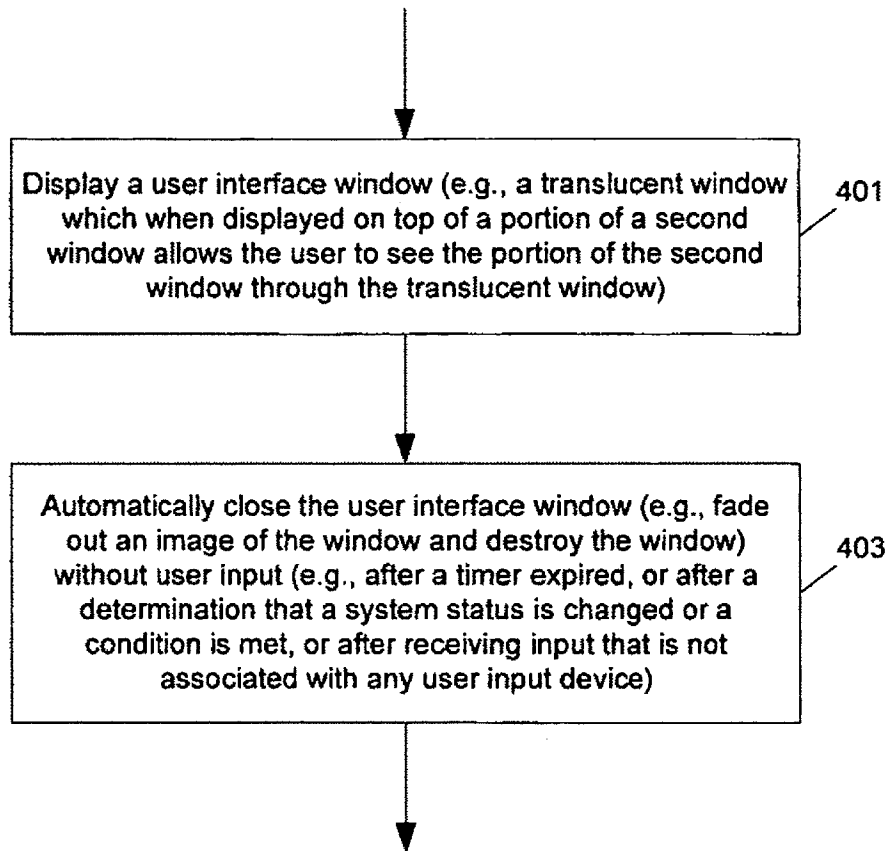 Display a user interface window (e.g., a translucent window
which when displayed on top of a portion of a second
window allows the user to see the portion of the second
window through the translucent window)
401
Automatically close the user interface window (e.g., fade
out an image of the window and destroy the window)
without user input (e.g., after a timer expired, or after a
determination that a system status is changed or a
condition is met, or after receiving input that is not
associated with any user input device)
403